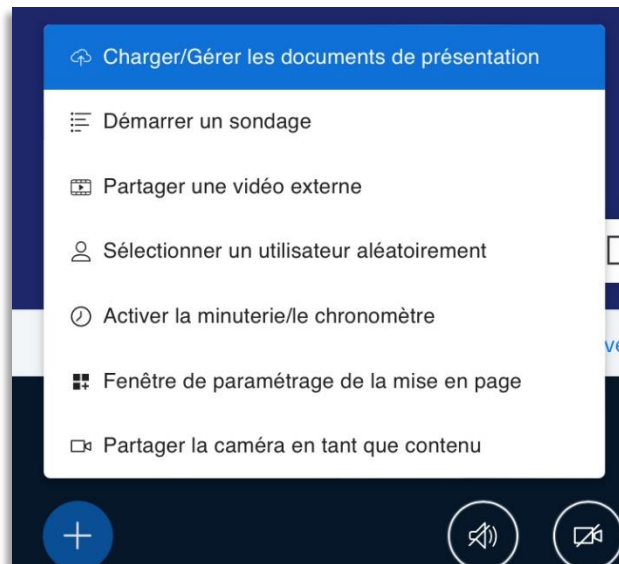 Charger/Gérer les documents de présentation
Démarrer un sondage
Partager une vidéo externe
Sélectionner un utilisateur aléatoirement
Activer la minuterie/le chronomètre
Fenêtre de paramétrage de la mise en page
Partager la caméra en tant que contenu